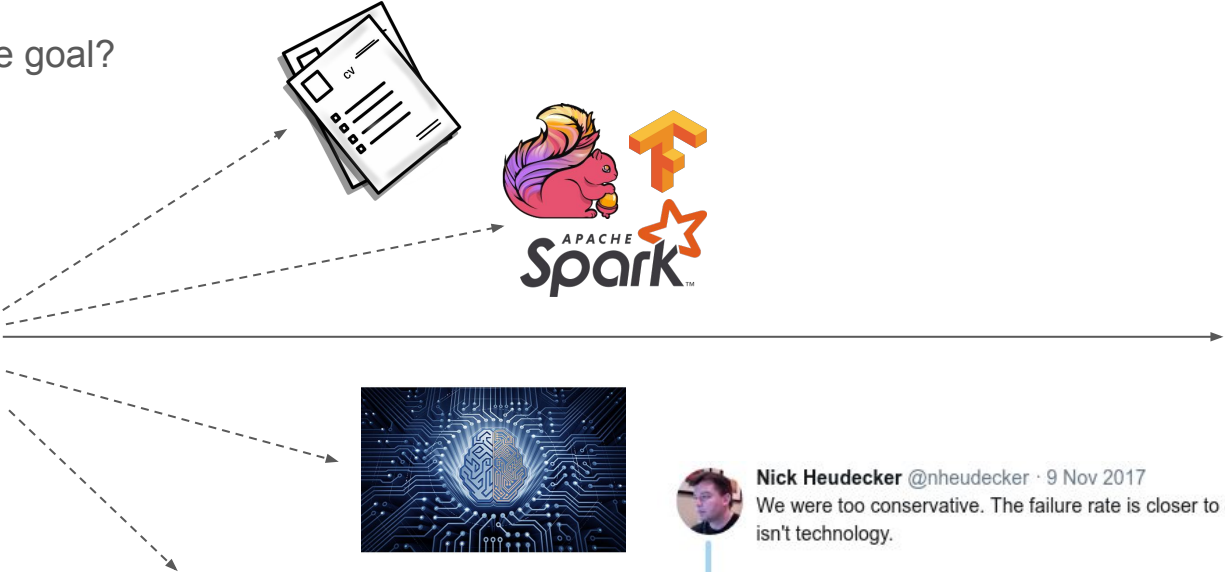 e goal?
CV
APACHE
Spark™
Nick Heudecker @nheudecker · 9 Nov 2017
We were too conservative. The failure rate is closer to
isn't technology.